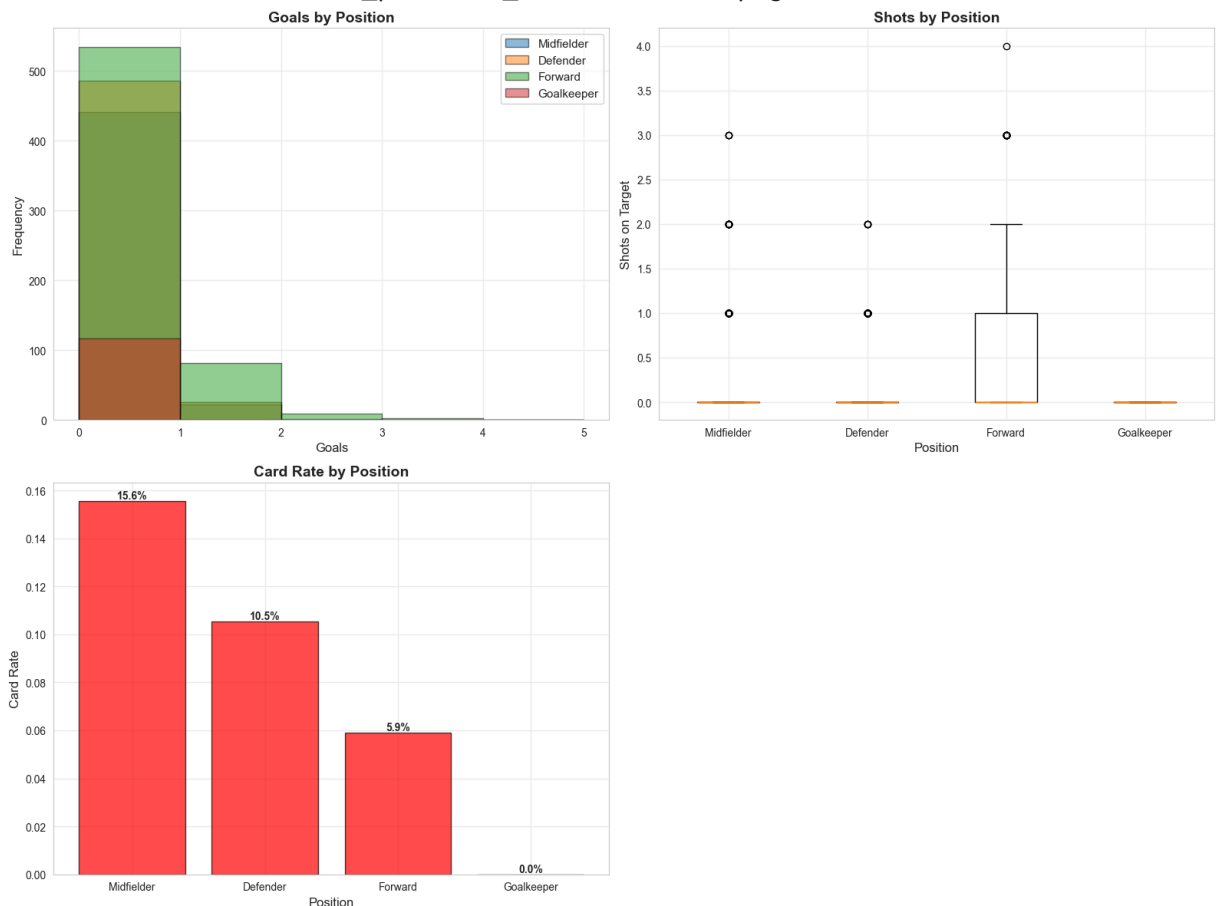 Goals by Position
Midfielder
Defender
Forward
Goalkeeper
500
400
300
200
100
0
Frequency
0 1 2 3 4 5
Goals
Shots by Position
4.0
3.5
3.0
2.5
2.0
1.5
1.0
0.5
0.0
Shots on Target
Midfielder Defender Forward Goalkeeper
Position
Card Rate by Position
0.16
0.14
0.12
0.10
0.08
0.06
0.04
0.02
0.00
Card Rate
15.6%
10.5%
5.9%
0.0%
Midfielder Defender Forward Goalkeeper
Position